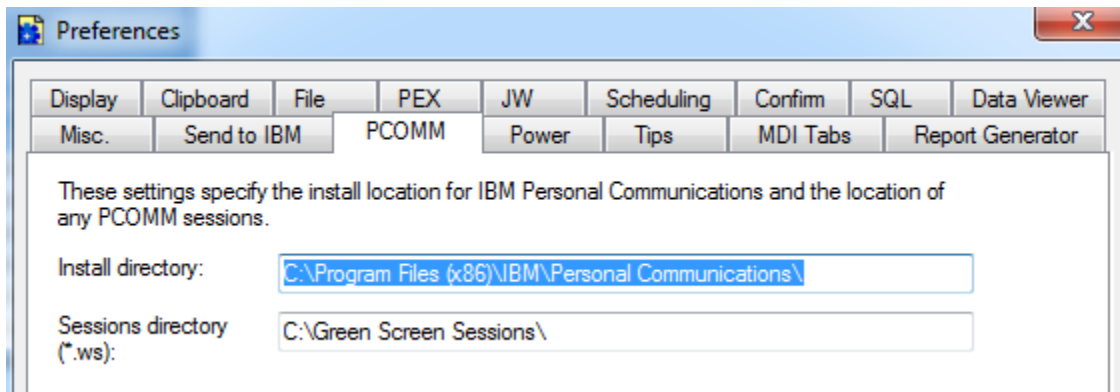 Preferences
Display Clipboard File PEX JW Scheduling Confirm SQL Data Viewer
Misc. Send to IBM PCOMM Power Tips MDI Tabs Report Generator
These settings specify the install location for IBM Personal Communications and the location of
any PCOMM sessions.
Install directory: C:\Program Files (x86)\IBM\Personal Communications\
Sessions directory C:\Green Screen Sessions\
(*.ws):